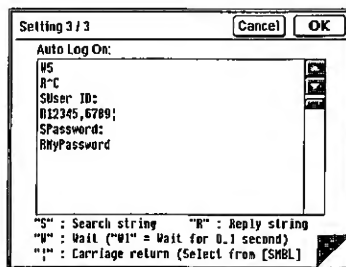 Setting 3/3 Cancel OK
Auto Log On:
W5
R^C
SUser ID:
R12345,6789¦
SPassword:
RMyPassword
"S" : Search string "R" : Reply string
"W" : Wait ("W1" = Wait for 0.1 second)
"¦" : Carriage return (Select from [SMBL]